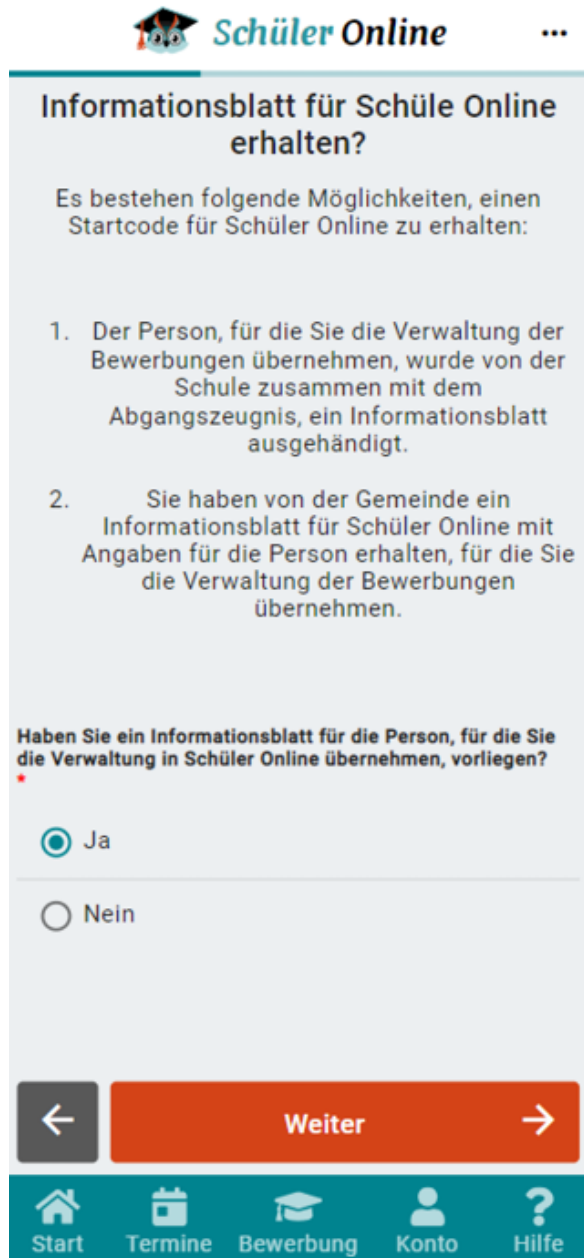 Schüler Online
Informationsblatt für Schüle Online
erhalten?
Es bestehen folgende Möglichkeiten, einen
Startcode für Schüler Online zu erhalten:
1. Der Person, für die Sie die Verwaltung der
Bewerbungen übernehmen, wurde von der
Schule zusammen mit dem
Abgangszeugnis, ein Informationsblatt
ausgehändigt.
2. Sie haben von der Gemeinde ein
Informationsblatt für Schüler Online mit
Angaben für die Person erhalten, für die Sie
die Verwaltung der Bewerbungen
übernehmen.
Haben Sie ein Informationsblatt für die Person, für die Sie
die Verwaltung in Schüler Online übernehmen, vorliegen?
*
Ja
Nein
Weiter
Start Termine Bewerbung Konto Hilfe